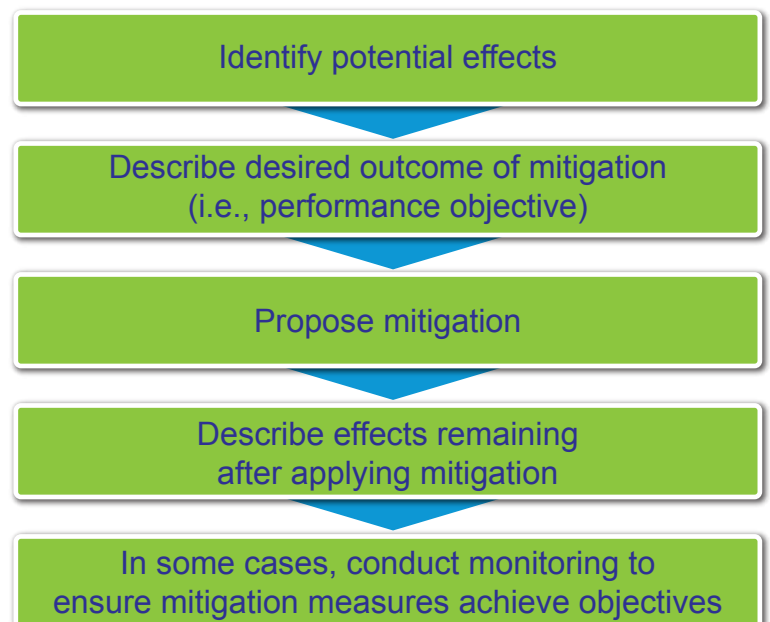 Identify potential effects
Describe desired outcome of mitigation
(i.e., performance objective)
Propose mitigation
Describe effects remaining
after applying mitigation
In some cases, conduct monitoring to
ensure mitigation measures achieve objectives